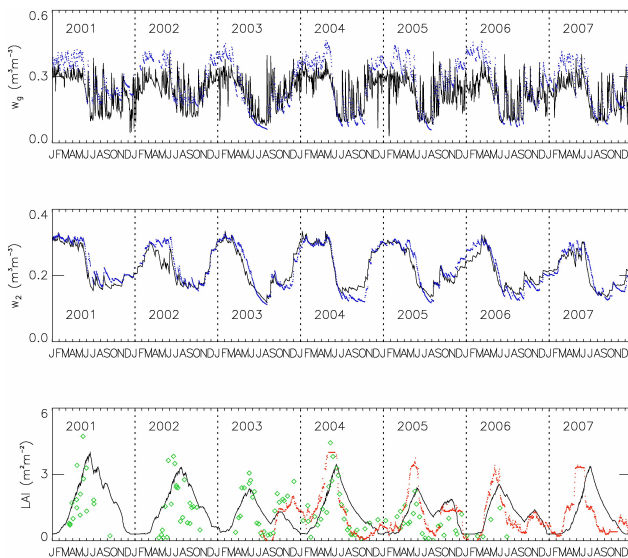 0.6
2001 2002 2003 2004 2005 2006 2007
0.3
w_g (m³m⁻³)
0.0
JFMAMJJASONDJFMAMJJASONDJFMAMJJASONDJFMAMJJASONDJFMAMJJASONDJFMAMJJASONDJFMAMJJASOND
0.4
0.2
w_2 (m³m⁻³)
2001 2002 2003 2004 2005 2006 2007
0.0
JFMAMJJASONDJFMAMJJASONDJFMAMJJASONDJFMAMJJASONDJFMAMJJASONDJFMAMJJASONDJFMAMJJASOND
6
2001 2002 2003 2004 2005 2006 2007
3
LAI (m²m⁻²)
0
JFMAMJJASONDJFMAMJJASONDJFMAMJJASONDJFMAMJJASONDJFMAMJJASONDJFMAMJJASONDJFMAMJJASOND